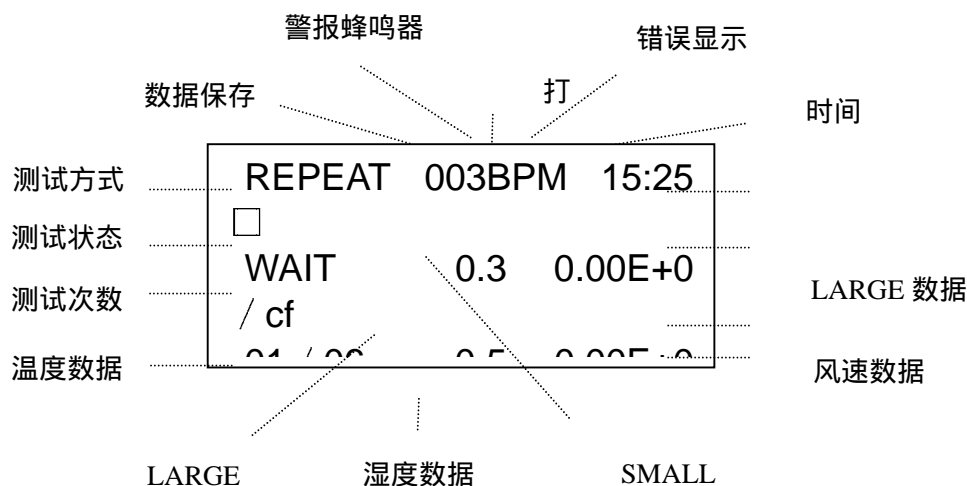 警报蜂鸣器
错误显示
数据保存
打
时间
测试方式
REPEAT 003BPM 15:25
□
测试状态
WAIT 0.3 0.00E+0
测试次数
LARGE 数据
/ cf
温度数据
风速数据
LARGE
湿度数据
SMALL